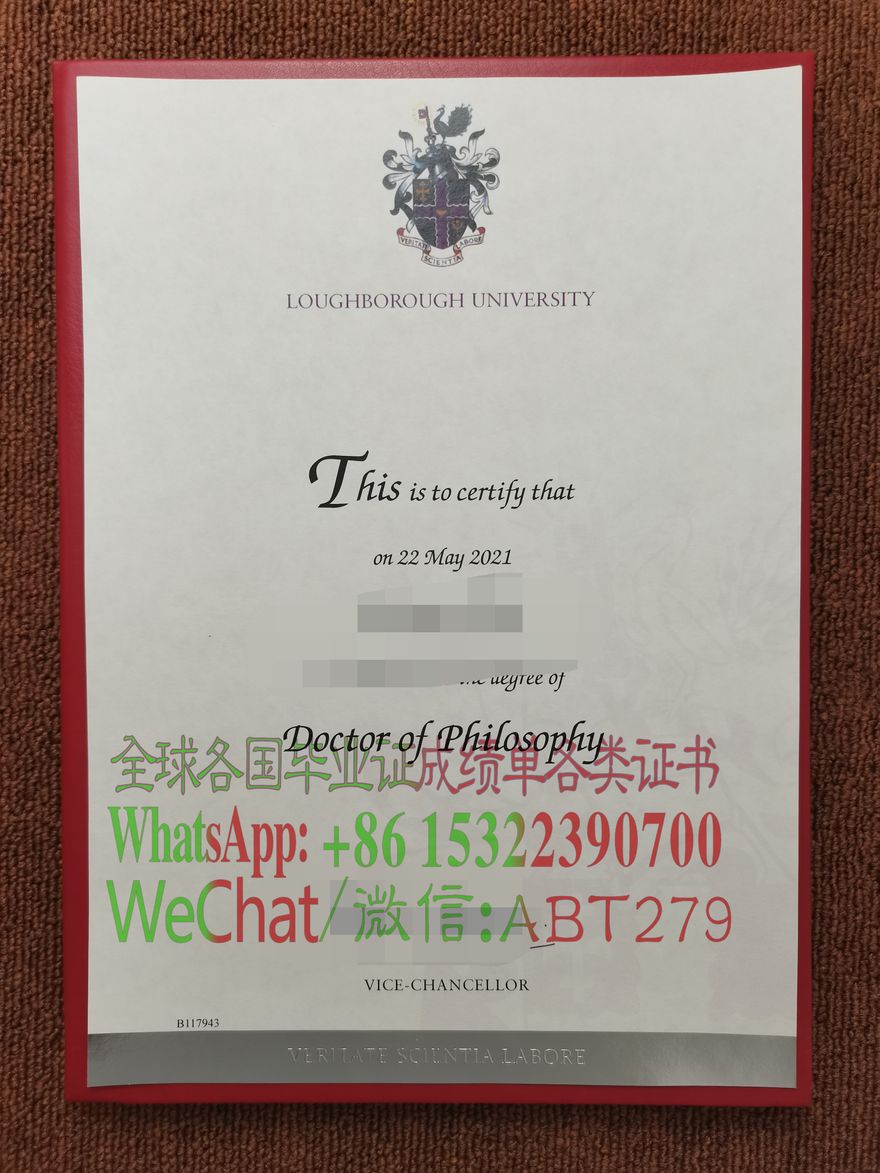 VERITATE SCIENTIA LABORE
LOUGHBOROUGH UNIVERSITY
This is to certify that
on 22 May 2021
degree of
Doctor of Philosophy
全球各国毕业证成绩单各类证书
WhatsApp: +86 15322390700
WeChat/微信:ABT279
VICE-CHANCELLOR
B117943
VERITATE SCIENTIA LABORE